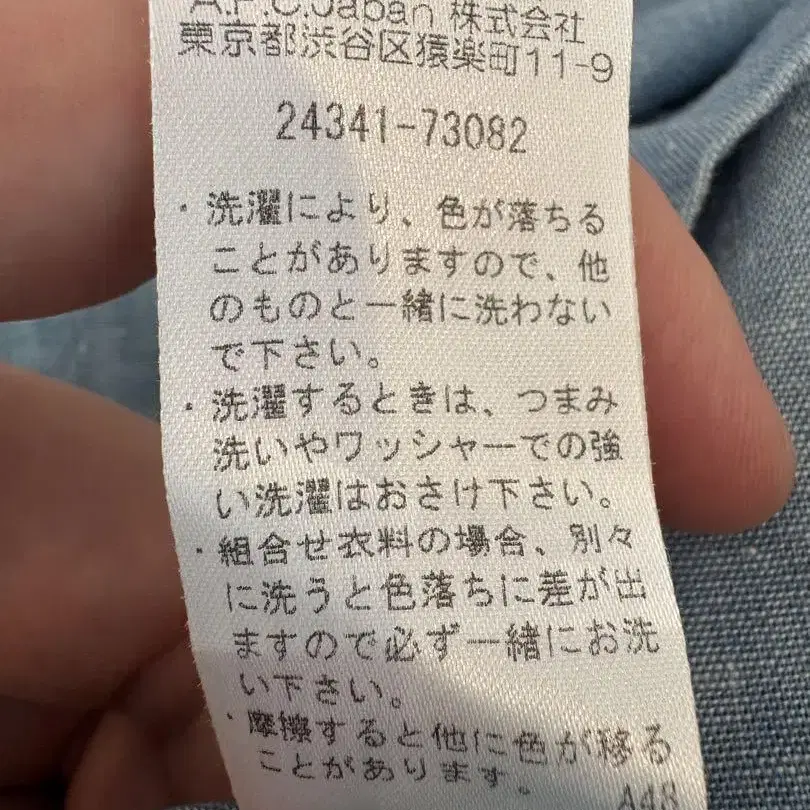 A.P.C.Japan 株式会社
東京都渋谷区猿楽町11-9
24341-73082
・洗濯により、色が落ちる
ことがありますので、他
のものと一緒に洗わない
で下さい。
・洗濯するときは、つまみ
洗いやワッシャーでの強
い洗濯はおさけ下さい。
・組合せ衣料の場合、別々
に洗うと色落ちに差が出
ますので必ず一緒にお洗
い下さい。
・摩擦すると他に色が移る
ことがあります。